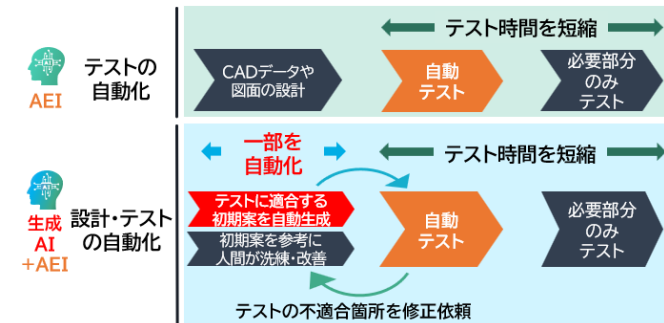 テスト時間を短縮
AEI
テストの
自動化
CADデータや
図面の設計
自動
テスト
必要部分
のみ
テスト
一部を
自動化
テスト時間を短縮
生成
AI
+AEI
設計・テスト
の自動化
テストに適合する
初期案を自動生成
初期案を参考に
人間が洗練・改善
自動
テスト
必要部分
のみ
テスト
テストの不適合箇所を修正依頼